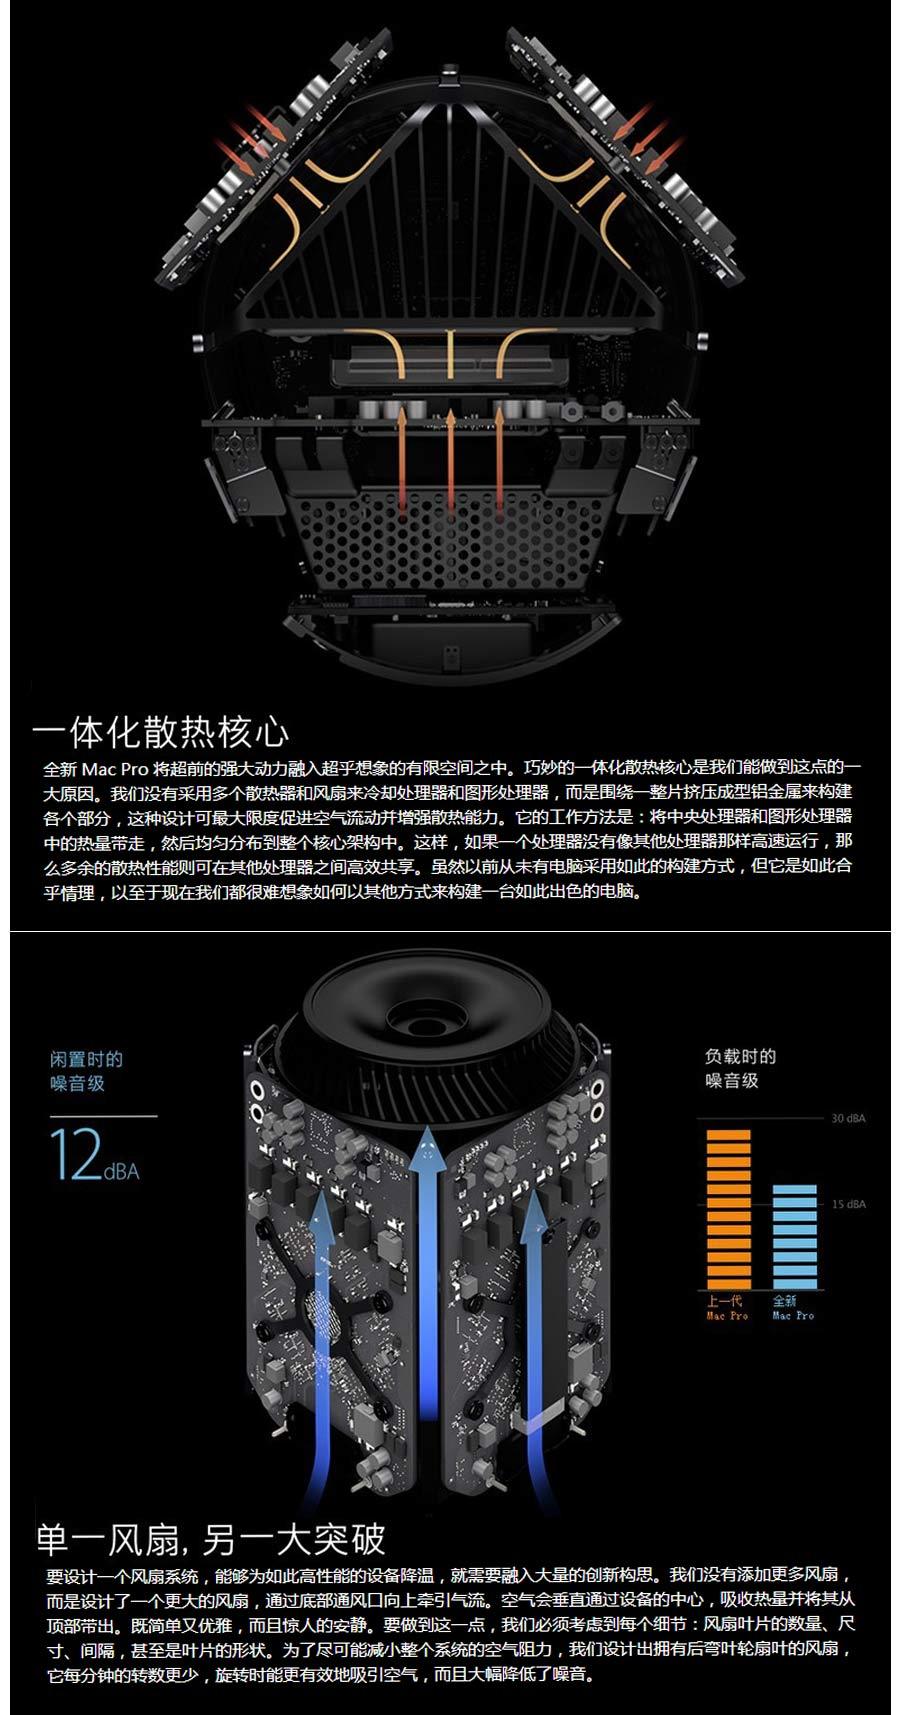 一体化散热核心
全新 Mac Pro 将超前的强大动力融入超乎想象的有限空间之中。巧妙的一体化散热核心是我们能做到这点的一
大原因。我们没有采用多个散热器和风扇来冷却处理器和图形处理器，而是围绕一整片挤压成型铝金属来构建
各个部分，这种设计可最大限度促进空气流动并增强散热能力。它的工作方法是：将中央处理器和图形处理器
中的热量带走，然后均匀分布到整个核心架构中。这样，如果一个处理器没有像其他处理器那样高速运行，那
么多余的散热性能则可在其他处理器之间高效共享。虽然以前从未有电脑采用如此的构建方式，但它是如此合
乎情理，以至于现在我们都很难想象如何以其他方式来构建一台如此出色的电脑。
闲置时的
噪音级
12dBA
负载时的
噪音级
30 dBA
15 dBA
上一代
Mac Pro
全新
Mac Pro
单一风扇, 另一大突破
要设计一个风扇系统，能够为如此高性能的设备降温，就需要融入大量的创新构思。我们没有添加更多风扇，
而是设计了一个更大的风扇，通过底部通风口向上牵引气流。空气会垂直通过设备的中心，吸收热量并将其从
顶部带出。既简单又优雅，而且惊人的安静。要做到这一点，我们必须考虑到每个细节：风扇叶片的数量、尺
寸、间隔，甚至是叶片的形状。为了尽可能减小整个系统的空气阻力，我们设计出拥有后弯叶轮扇叶的风扇，
它每分钟的转数更少，旋转时能更有效地吸引空气，而且大幅降低了噪音。